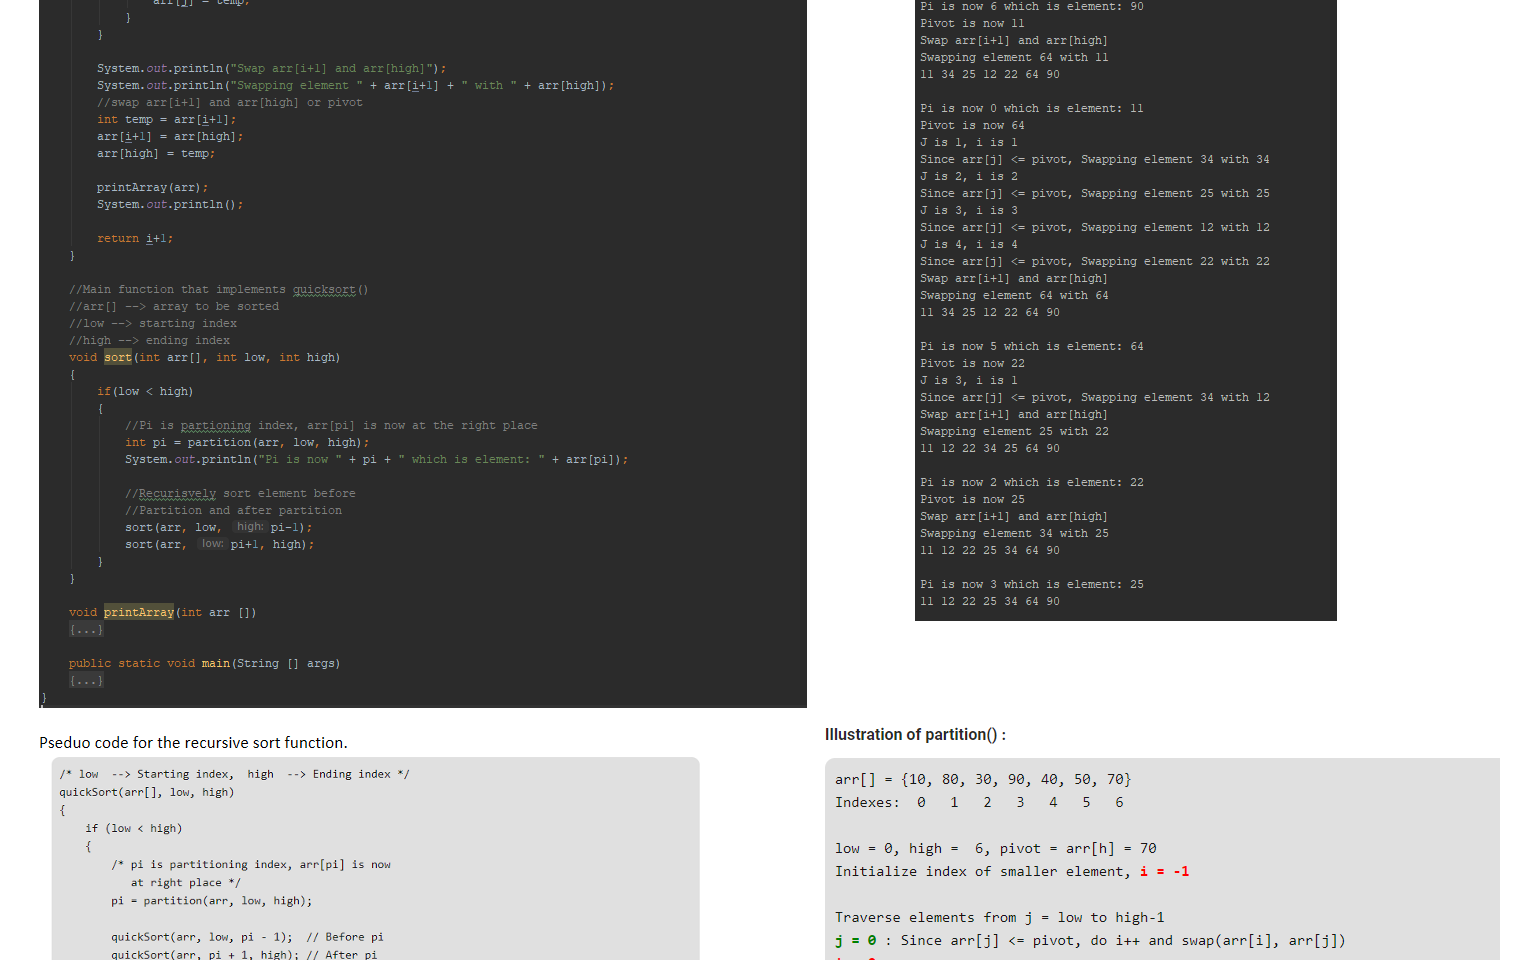 }
}
System.out.println("Swap arr[i+1] and arr[high]");
System.out.println("Swapping element " + arr[i+1] + " with " + arr[high]);
//swap arr[i+1] and arr[high] or pivot
int temp = arr[i+1];
arr[i+1] = arr[high];
arr[high] = temp;
printArray(arr);
System.out.println();
return i+1;
}
//Main function that implements quicksort()
//arr[] --> array to be sorted
//low --> starting index
//high --> ending index
void sort(int arr[], int low, int high)
{
if(low < high)
{
//Pi is partioning index, arr[pi] is now at the right place
int pi = partition(arr, low, high);
System.out.println("Pi is now " + pi + " which is element: " + arr[pi]);
//Recurisvely sort element before
//Partition and after partition
sort(arr, low, high: pi-1);
sort(arr, low: pi+1, high);
}
}
void printArray(int arr [])
{...}
public static void main(String [] args)
{...}
}
Pi is now 6 which is element: 90
Pivot is now 11
Swap arr[i+1] and arr[high]
Swapping element 64 with 11
11 34 25 12 22 64 90
Pi is now 0 which is element: 11
Pivot is now 64
J is 1, i is 1
Since arr[j] <= pivot, Swapping element 34 with 34
J is 2, i is 2
Since arr[j] <= pivot, Swapping element 25 with 25
J is 3, i is 3
Since arr[j] <= pivot, Swapping element 12 with 12
J is 4, i is 4
Since arr[j] <= pivot, Swapping element 22 with 22
Swap arr[i+1] and arr[high]
Swapping element 64 with 64
11 34 25 12 22 64 90
Pi is now 5 which is element: 64
Pivot is now 22
J is 3, i is 1
Since arr[j] <= pivot, Swapping element 34 with 12
Swap arr[i+1] and arr[high]
Swapping element 25 with 22
11 12 22 34 25 64 90
Pi is now 2 which is element: 22
Pivot is now 25
Swap arr[i+1] and arr[high]
Swapping element 34 with 25
11 12 22 25 34 64 90
Pi is now 3 which is element: 25
11 12 22 25 34 64 90
Pseduo code for the recursive sort function.
/* low --> Starting index, high --> Ending index */
quickSort(arr[], low, high)
{
if (low < high)
{
/* pi is partitioning index, arr[pi] is now
at right place */
pi = partition(arr, low, high);
quickSort(arr, low, pi - 1); // Before pi
quickSort(arr, pi + 1, high); // After pi
Illustration of partition() :
arr[] = {10, 80, 30, 90, 40, 50, 70}
Indexes: 0 1 2 3 4 5 6
low = 0, high = 6, pivot = arr[h] = 70
Initialize index of smaller element, i = -1
Traverse elements from j = low to high-1
j = 0 : Since arr[j] <= pivot, do i++ and swap(arr[i], arr[j])